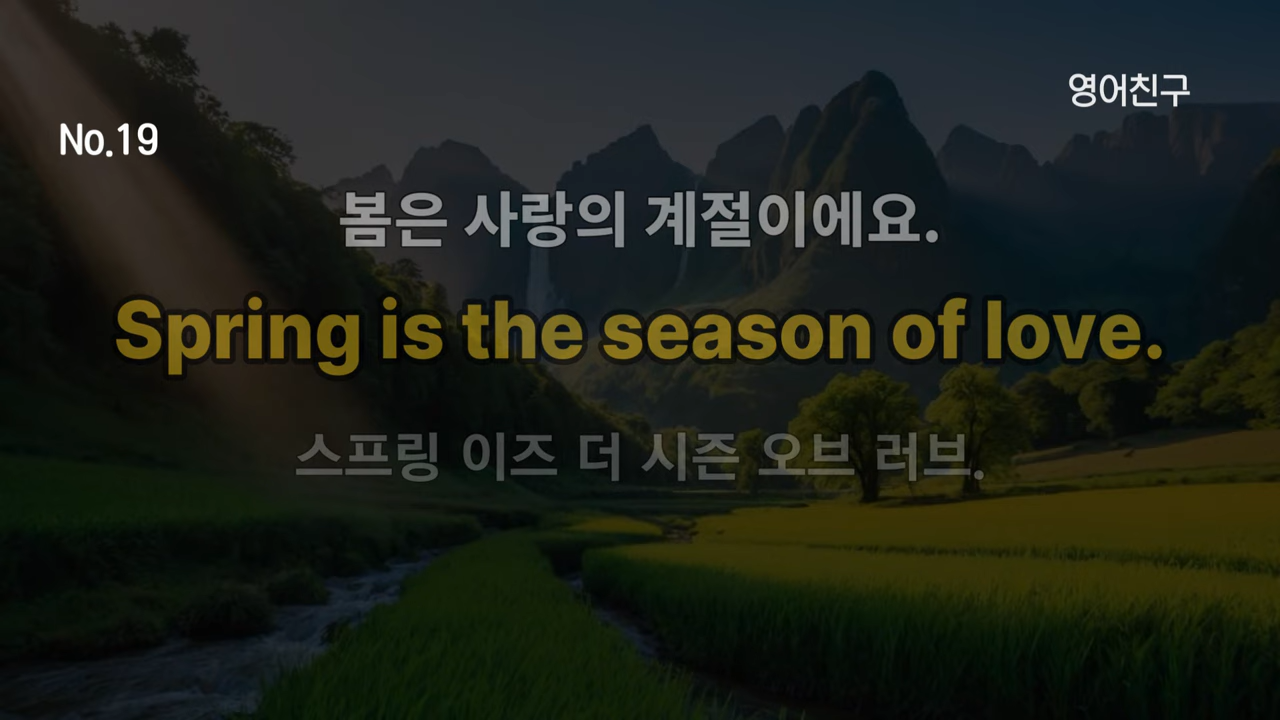 영어친구
No.19
봄은 사랑의 계절이에요.
Spring is the season of love.
스프링 이즈 더 시즌 오브 러브.